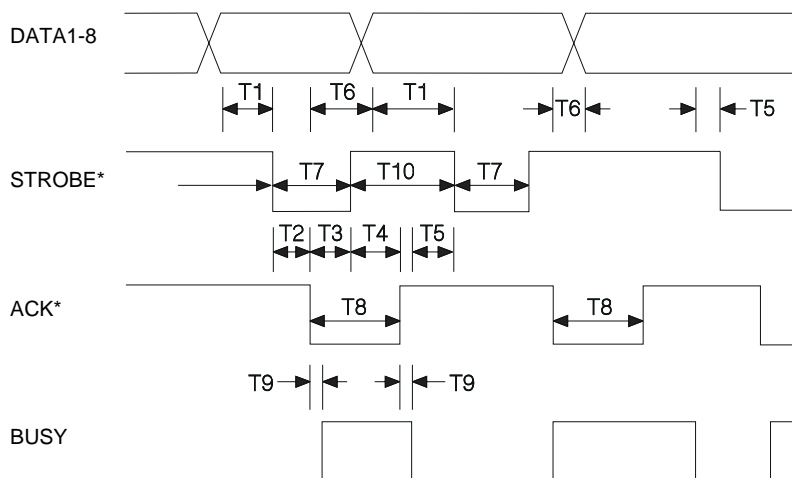 DATA1-8
T1 T6 T1 T6 T5
STROBE*
T7 T10 T7
T2 T3 T4 T5
ACK*
T8 T8
T9 T9
BUSY